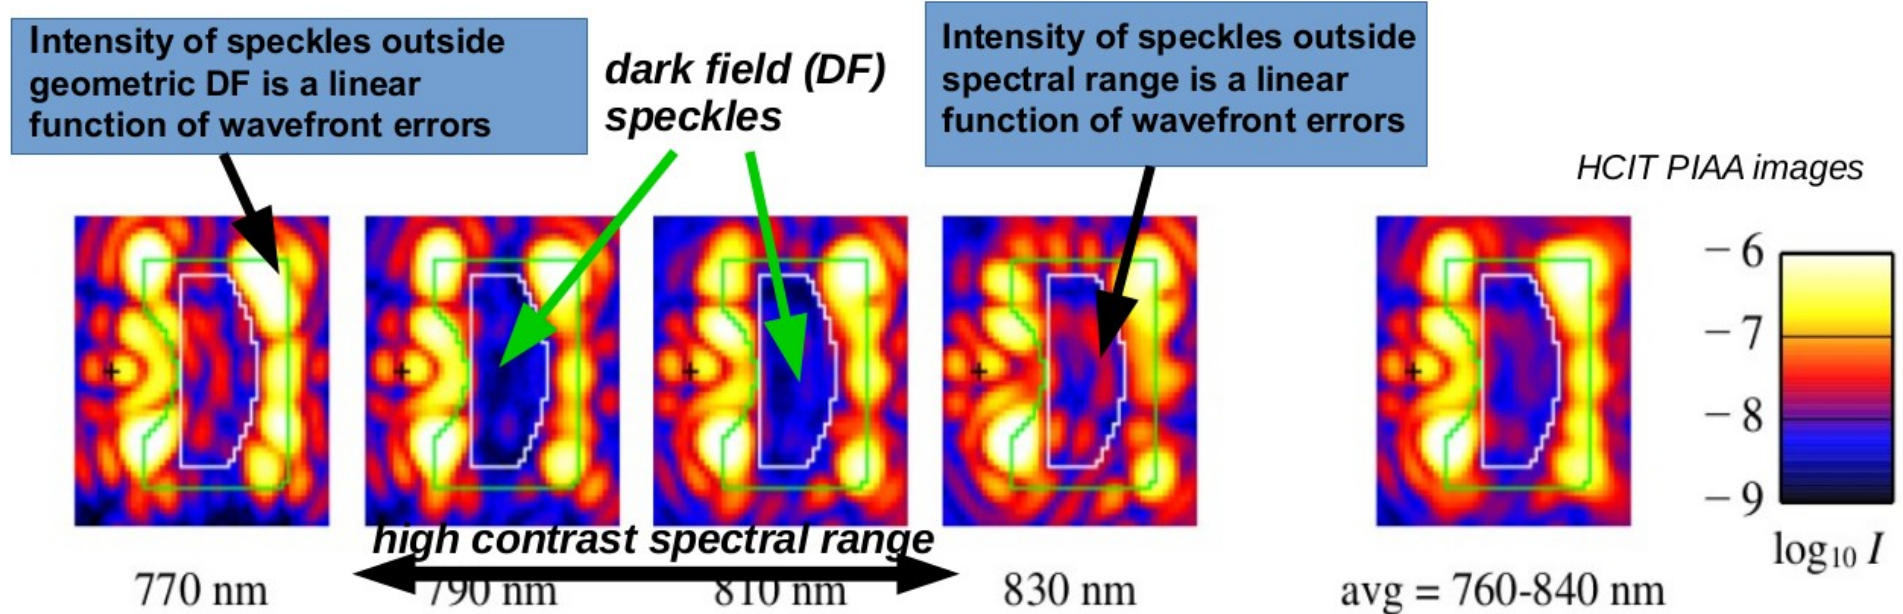 Intensity of speckles outside
geometric DF is a linear
function of wavefront errors
dark field (DF)
speckles
Intensity of speckles outside
spectral range is a linear
function of wavefront errors
HCIT PIAA images
+
+
+
+
+
− 6
− 7
− 8
− 9
log₁₀ I
high contrast spectral range
770 nm
790 nm
810 nm
830 nm
avg = 760-840 nm